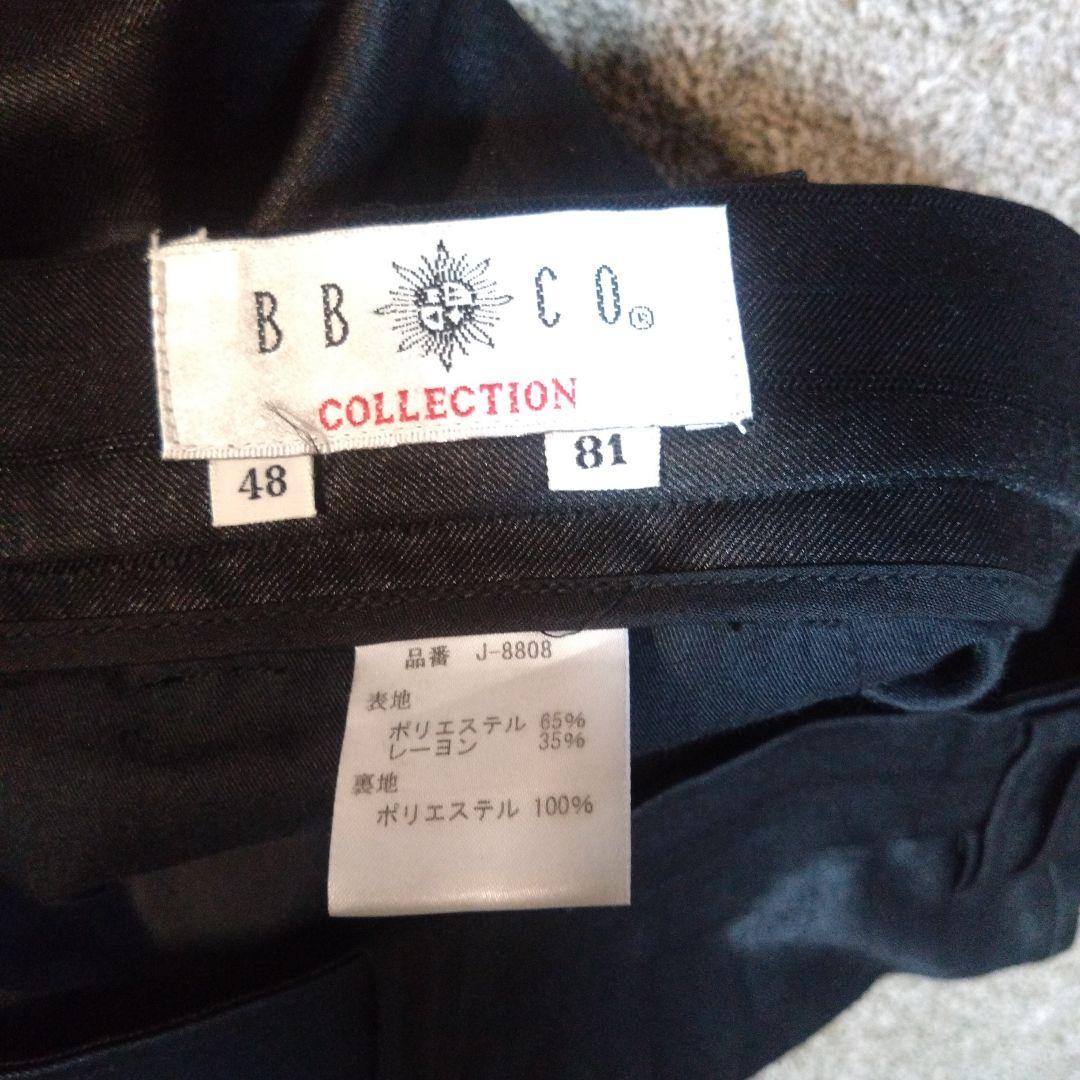 BB CO®
COLLECTION
48 81
品番 J-8808
表地
ポリエステル 65%
レーヨン 35%
裏地
ポリエステル 100%